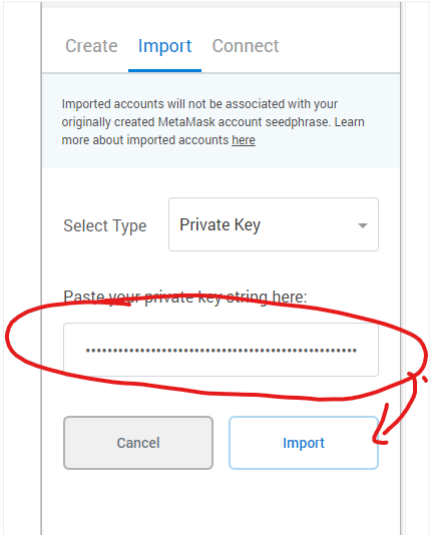 Create Import Connect
Imported accounts will not be associated with your
originally created MetaMask account seedphrase. Learn
more about imported accounts here
Select Type Private Key
Paste your private key string here:
••••••••••••••••••••••••••••••••••••••••••••••••••
Cancel Import